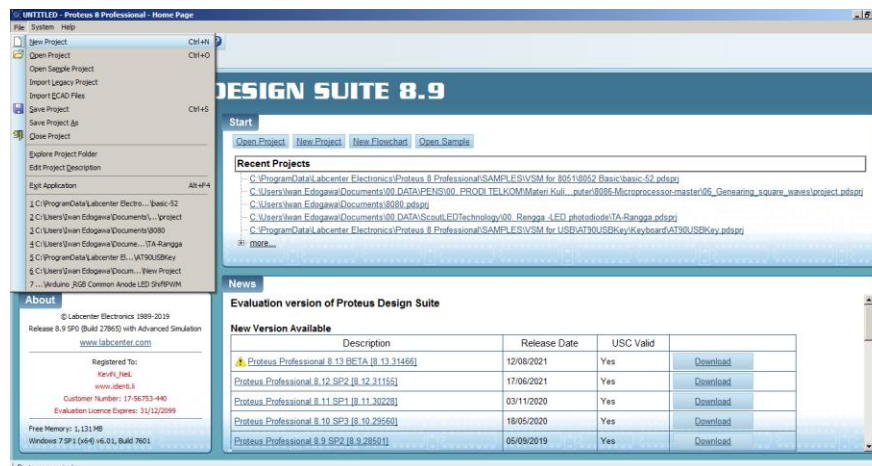 UNTITLED - Proteus 8 Professional - Home Page
File System Help
New Project Ctrl+N
Open Project Ctrl+O
Open Sample Project
Import Legacy Project
Import ECAD Files
Save Project Ctrl+S
Save Project As
Close Project
Explore Project Folder
Edit Project Description
Exit Application Alt+F4
1 C:\ProgramData\Labcenter Electro...\basic-52
2 C:\Users\Iwan Edogawa\Documents\...\project
3 C:\Users\Iwan Edogawa\Documents\8080
4 C:\Users\Iwan Edogawa\Docume...\TA-Rangga
5 C:\ProgramData\Labcenter El...\AT90USBKey
6 C:\Users\Iwan Edogawa\Docum...\New Project
7 ...\Arduino _RGB Common Anode LED ShiftPWM
DESIGN SUITE 8.9
Start
Open Project New Project New Flowchart Open Sample
Recent Projects
C:\ProgramData\Labcenter Electronics\Proteus 8 Professional\SAMPLES\VSM for 8051\8052 Basic\basic-52.pdsprj
C:\Users\Iwan Edogawa\Documents\00.DATA\PENS\00. PRODI TELKOM\Materi Kuli...puter\8086-Microprocessor-master\06_Genearing_square_waves\project.pdsprj
C:\Users\Iwan Edogawa\Documents\8080.pdsprj
C:\Users\Iwan Edogawa\Documents\00.DATA\ScoutLEDTechnology\00. Rengga -LED photodiode\TA-Rangga.pdsprj
C:\ProgramData\Labcenter Electronics\Proteus 8 Professional\SAMPLES\VSM for USB\AT90USBKey\Keyboard\AT90USBKey.pdsprj
more...
About
© Labcenter Electronics 1989-2019
Release 8.9 SP0 (Build 27865) with Advanced Simulation
www.labcenter.com
Registered To:
KeviN_NeiL
www.identi.li
Customer Number: 17-56753-440
Evaluation Licence Expires: 31/12/2099
Free Memory: 1,131 MB
Windows 7 SP1 (x64) v6.01, Build 7601
News
Evaluation version of Proteus Design Suite
New Version Available
Description Release Date USC Valid
Proteus Professional 8.13 BETA [8.13.31466] 12/08/2021 Yes Download
Proteus Professional 8.12 SP2 [8.12.31155] 17/06/2021 Yes Download
Proteus Professional 8.11 SP1 [8.11.30228] 03/11/2020 Yes Download
Proteus Professional 8.10 SP3 [8.10.29560] 18/05/2020 Yes Download
Proteus Professional 8.9 SP2 [8.9.28501] 05/09/2019 Yes Download